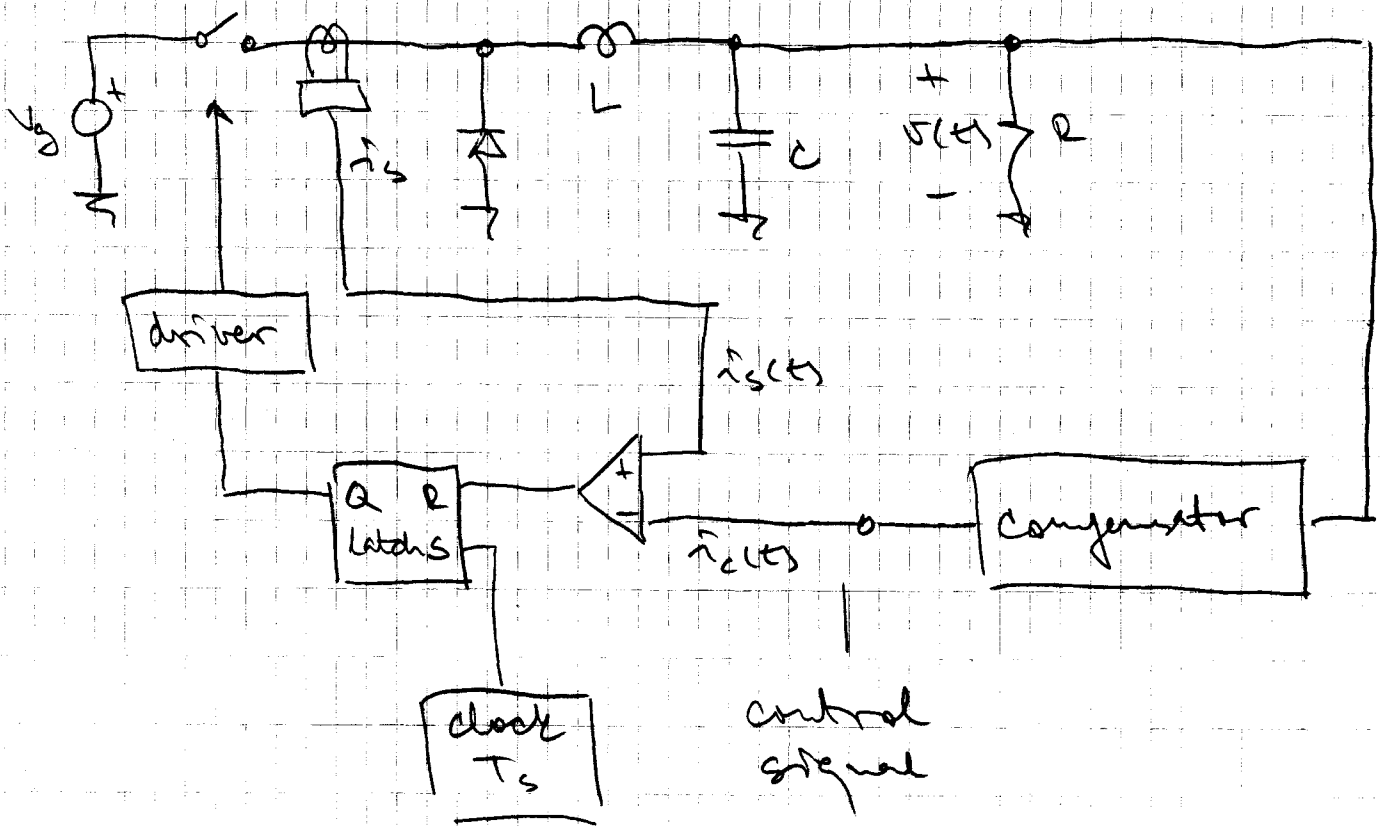 Vg
+
is
L
C
+
v(t)
-
R
driver
is(t)
+
-
Q R
Latch S
ic(t)
compensator
clock
Ts
control
signal